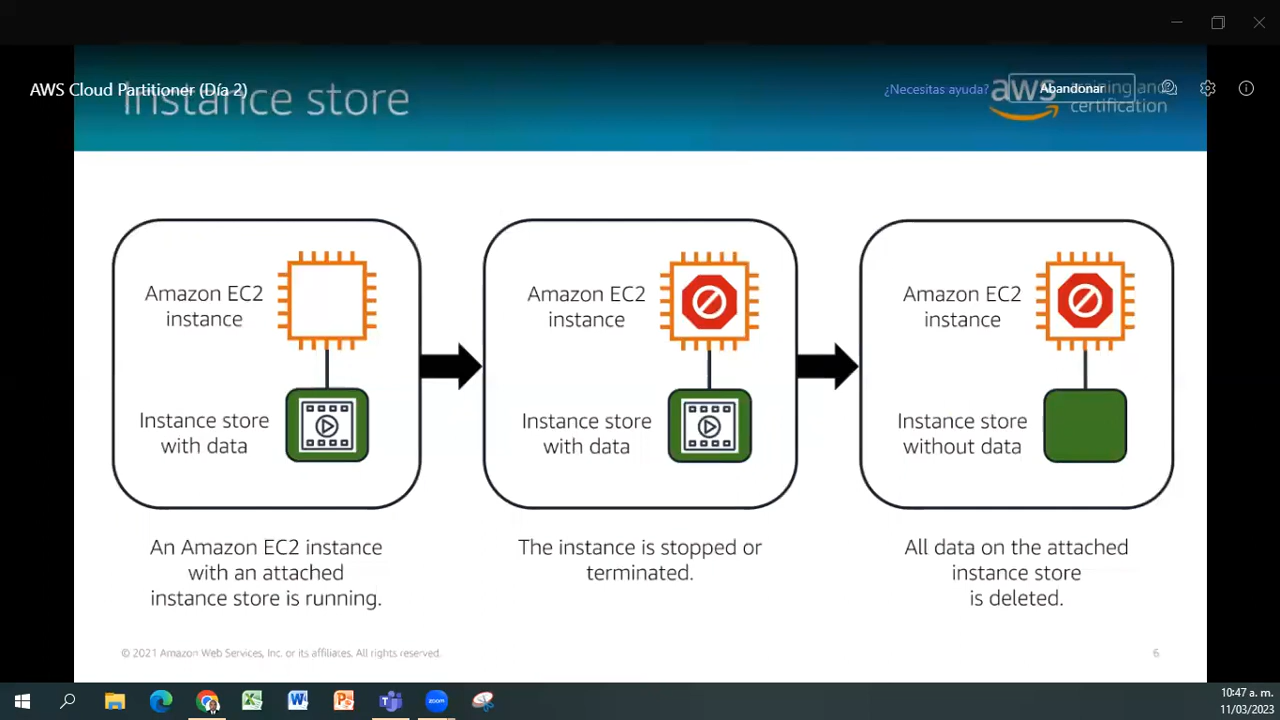 AWS Cloud Partitioner (Día 2)
Instance store
¿Necesitas ayuda?
Abandonar
aws training and
certification
Amazon EC2
instance
Instance store
with data
An Amazon EC2 instance
with an attached
instance store is running.
Amazon EC2
instance
Instance store
with data
The instance is stopped or
terminated.
Amazon EC2
instance
Instance store
without data
All data on the attached
instance store
is deleted.
© 2021 Amazon Web Services, Inc. or its affiliates. All rights reserved.
6
zoom
10:47 a. m.
11/03/2023